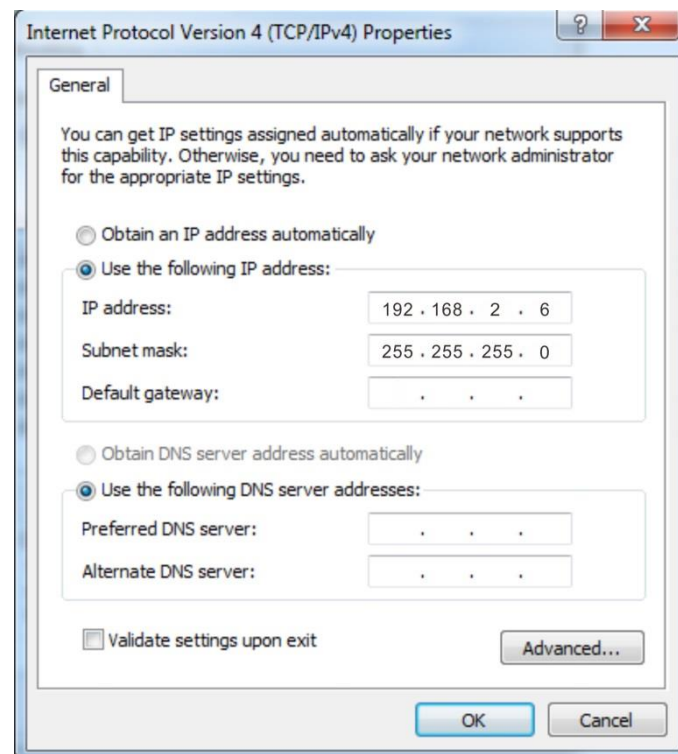 Internet Protocol Version 4 (TCP/IPv4) Properties
?
X
General
You can get IP settings assigned automatically if your network supports
this capability. Otherwise, you need to ask your network administrator
for the appropriate IP settings.
Obtain an IP address automatically
Use the following IP address:
IP address: 192 . 168 . 2 . 6
Subnet mask: 255 . 255 . 255 . 0
Default gateway: . . .
Obtain DNS server address automatically
Use the following DNS server addresses:
Preferred DNS server: . . .
Alternate DNS server: . . .
Validate settings upon exit
Advanced...
OK Cancel